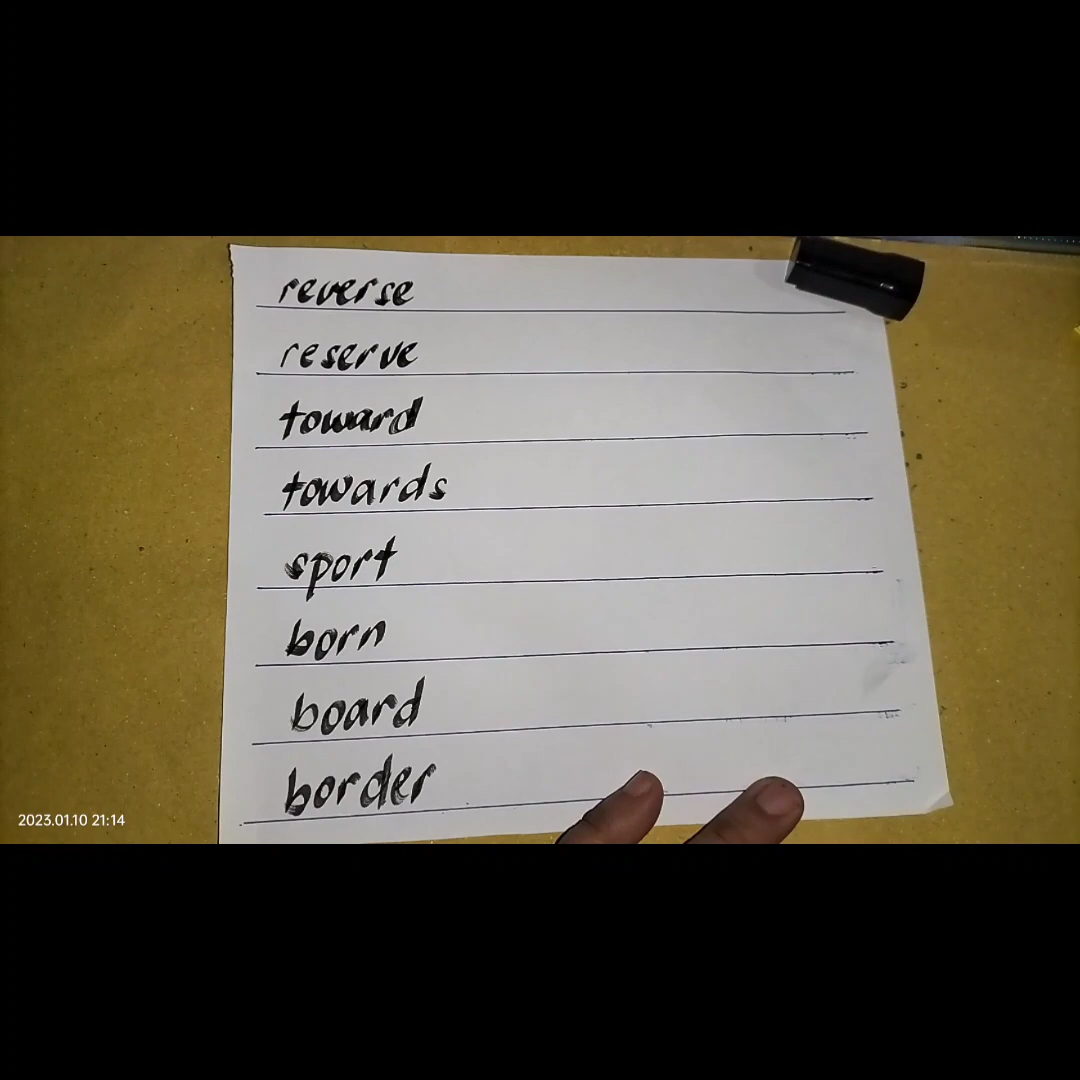 reverse
reserve
toward
towards
sport
born
board
border
2023.01.10 21:14